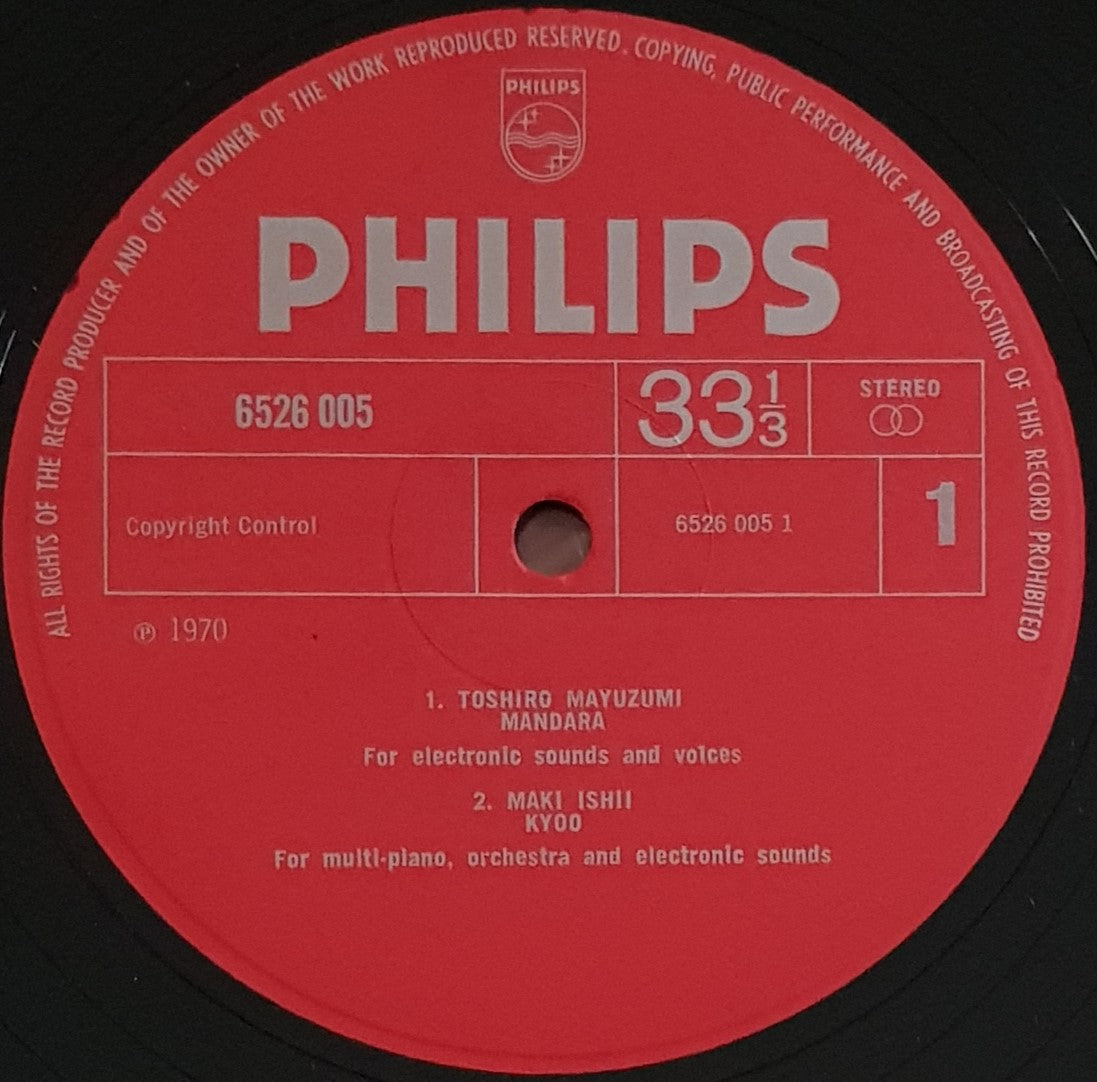 ALL RIGHTS OF THE RECORD PRODUCER AND OF THE OWNER OF THE WORK REPRODUCED RESERVED. COPYING, PUBLIC PERFORMANCE AND BROADCASTING OF THIS RECORD PROHIBITED
PHILIPS
PHILIPS
6526 005
33 1/3
STEREO
Copyright Control
6526 005 1
1
℗ 1970
1. TOSHIRO MAYUZUMI
MANDARA
For electronic sounds and voices
2. MAKI ISHII
KYOO
For multi-piano, orchestra and electronic sounds